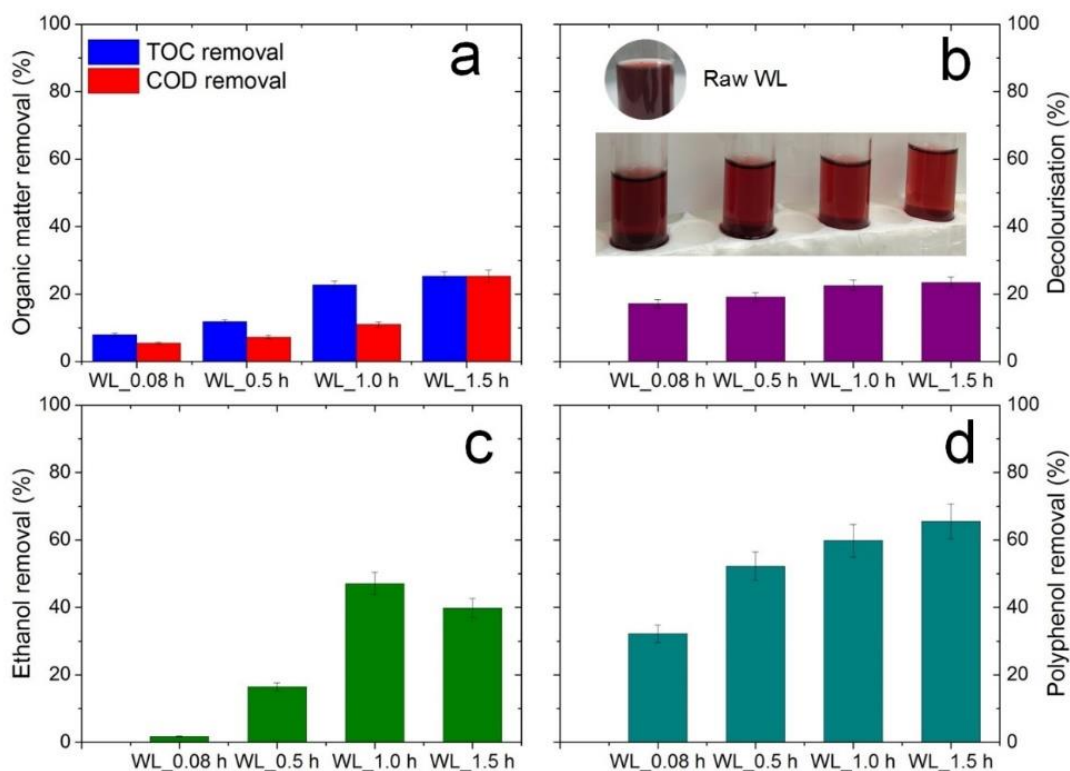 100
80
60
40
20
0
Organic matter removal (%)
TOC removal
COD removal
a
WL_0.08 h WL_0.5 h WL_1.0 h WL_1.5 h
b
Raw WL
100
80
60
40
20
0
Decolourisation (%)
WL_0.08 h WL_0.5 h WL_1.0 h WL_1.5 h
100
80
60
40
20
0
Ethanol removal (%)
c
WL_0.08 h WL_0.5 h WL_1.0 h WL_1.5 h
d
100
80
60
40
20
0
Polyphenol removal (%)
WL_0.08 h WL_0.5 h WL_1.0 h WL_1.5 h